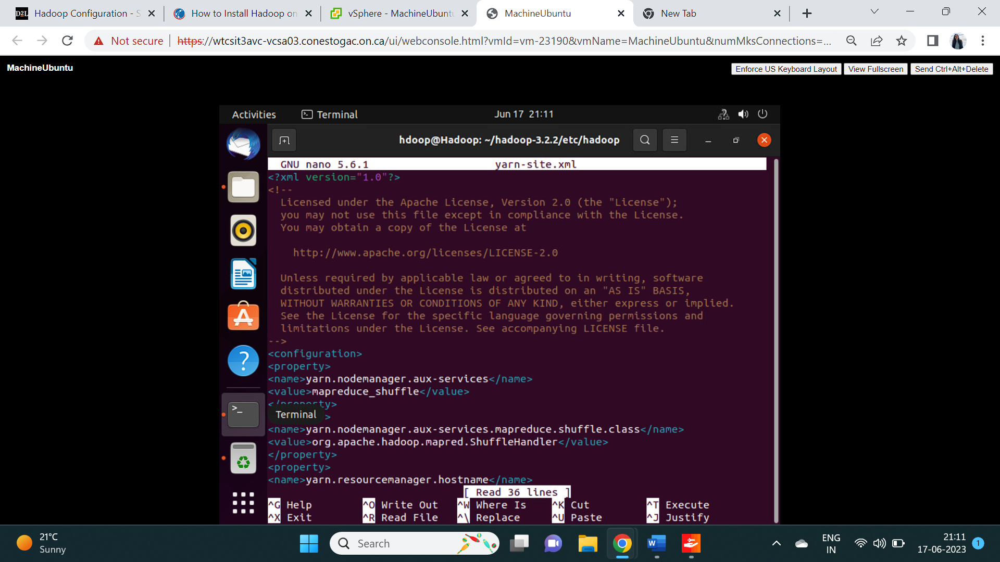 Hadoop Configuration - S
How to Install Hadoop on
vSphere - MachineUbuntu
MachineUbuntu
New Tab
Not secure
https://wtcsit3avc-vcsa03.conestogac.on.ca/ui/webconsole.html?vmId=vm-23190&vmName=MachineUbuntu&numMksConnections=...
MachineUbuntu
Enforce US Keyboard Layout
View Fullscreen
Send Ctrl+Alt+Delete
Activities
Terminal
Jun 17 21:11
hdoop@Hadoop: ~/hadoop-3.2.2/etc/hadoop
GNU nano 5.6.1 yarn-site.xml
<?xml version="1.0"?>
<!--
Licensed under the Apache License, Version 2.0 (the "License");
you may not use this file except in compliance with the License.
You may obtain a copy of the License at
http://www.apache.org/licenses/LICENSE-2.0
Unless required by applicable law or agreed to in writing, software
distributed under the License is distributed on an "AS IS" BASIS,
WITHOUT WARRANTIES OR CONDITIONS OF ANY KIND, either express or implied.
See the License for the specific language governing permissions and
limitations under the License. See accompanying LICENSE file.
-->
<configuration>
<property>
<name>yarn.nodemanager.aux-services</name>
<value>mapreduce_shuffle</value>
</property>
Terminal >
<name>yarn.nodemanager.aux-services.mapreduce.shuffle.class</name>
<value>org.apache.hadoop.mapred.ShuffleHandler</value>
</property>
<property>
<name>yarn.resourcemanager.hostname</name>
[ Read 36 lines ]
^G Help ^O Write Out ^W Where Is ^K Cut ^T Execute
^X Exit ^R Read File ^\ Replace ^U Paste ^J Justify
21°C
Sunny
Search
ENG
IN
21:11
17-06-2023
1